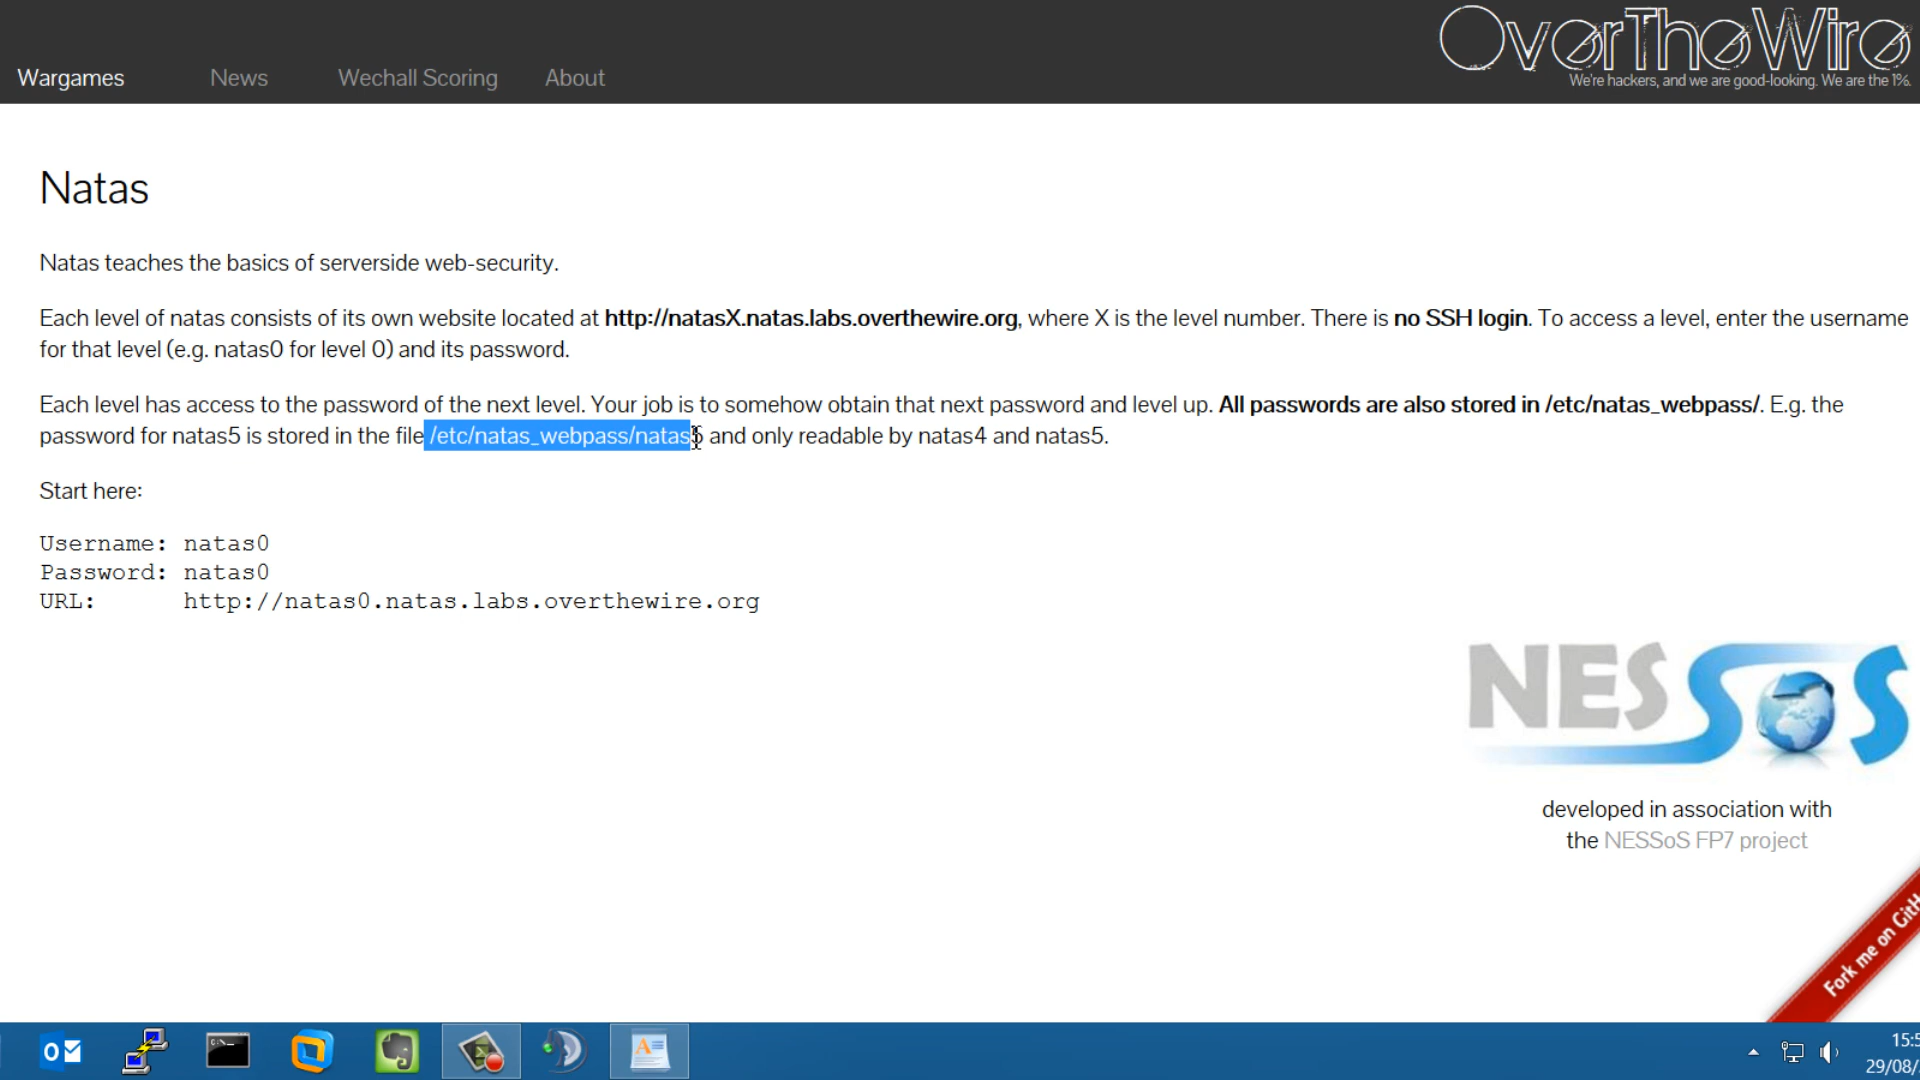 OverTheWire
We're hackers, and we are good-looking. We are the 1%.
Wargames News Wechall Scoring About
Natas
Natas teaches the basics of serverside web-security.
Each level of natas consists of its own website located at http://natasX.natas.labs.overthewire.org, where X is the level number. There is no SSH login. To access a level, enter the username
for that level (e.g. natas0 for level 0) and its password.
Each level has access to the password of the next level. Your job is to somehow obtain that next password and level up. All passwords are also stored in /etc/natas_webpass/. E.g. the
password for natas5 is stored in the file /etc/natas_webpass/natas5 and only readable by natas4 and natas5.
Start here:
Username: natas0
Password: natas0
URL: http://natas0.natas.labs.overthewire.org
NESSOS
developed in association with
the NESSoS FP7 project
Fork me on GitH
15:5
29/08/